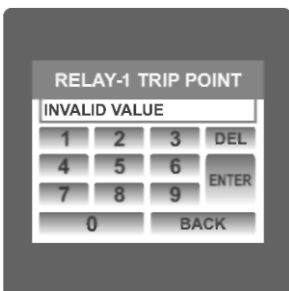 RELAY-1 TRIP POINT
INVALID VALUE
1 2 3 DEL
4 5 6 ENTER
7 8 9
0 BACK